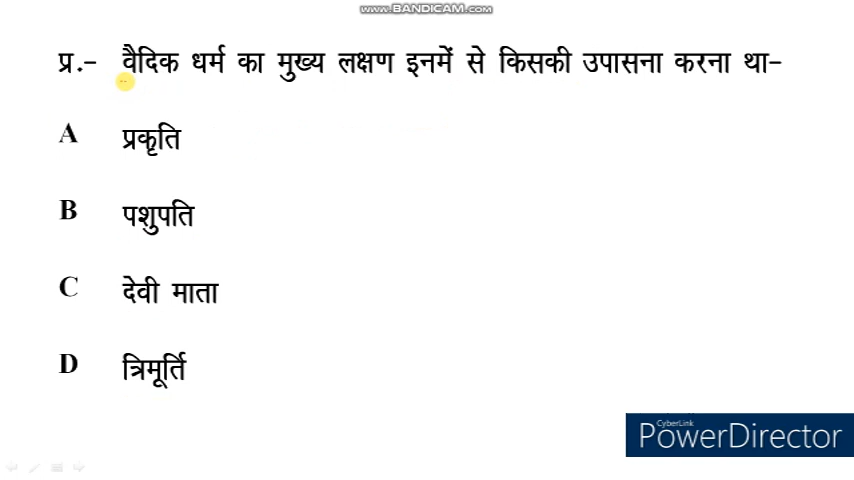 www.BANDICAM.com
प्र.- वैदिक धर्म का मुख्य लक्षण इनमें से किसकी उपासना करना था-
A प्रकृति
B पशुपति
C देवी माता
D त्रिमूर्ति
CyberLink
PowerDirector